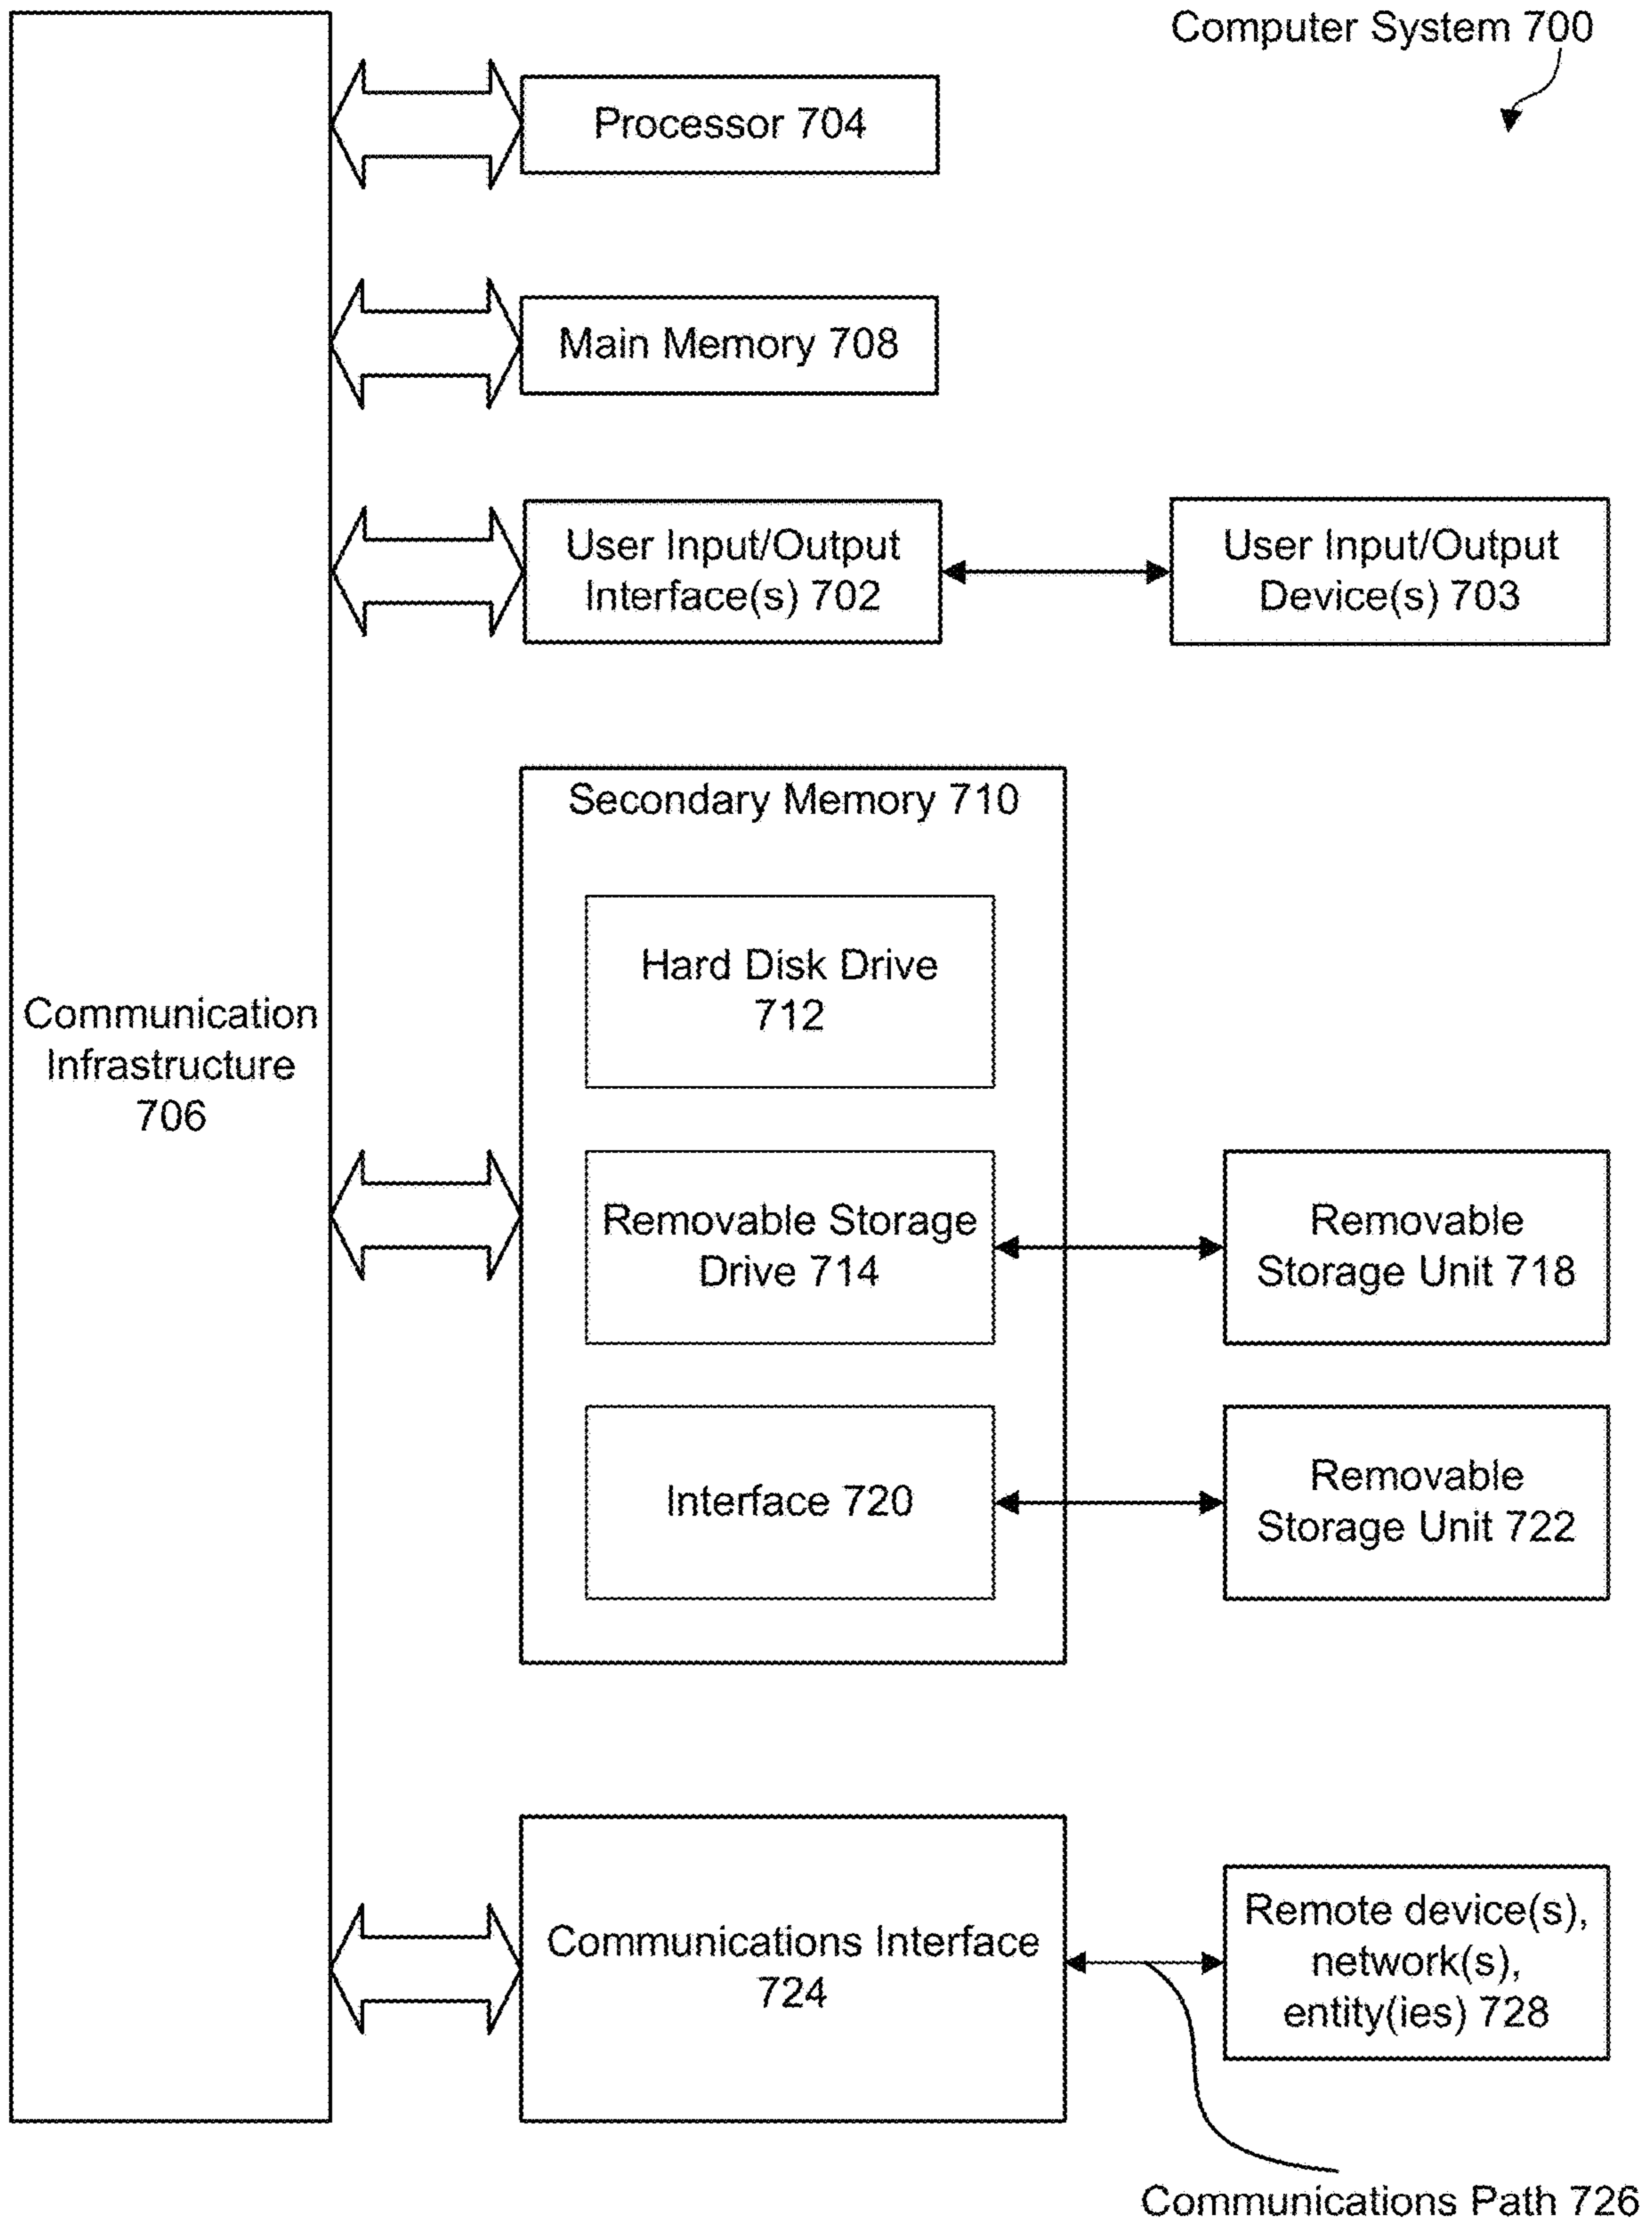 Computer System 700
Processor 704
Main Memory 708
User Input/Output
Interface(s) 702
User Input/Output
Device(s) 703
Secondary Memory 710
Hard Disk Drive
712
Communication
Infrastructure
706
Removable Storage
Drive 714
Removable
Storage Unit 718
Interface 720
Removable
Storage Unit 722
Communications Interface
724
Remote device(s),
network(s),
entity(ies) 728
Communications Path 726